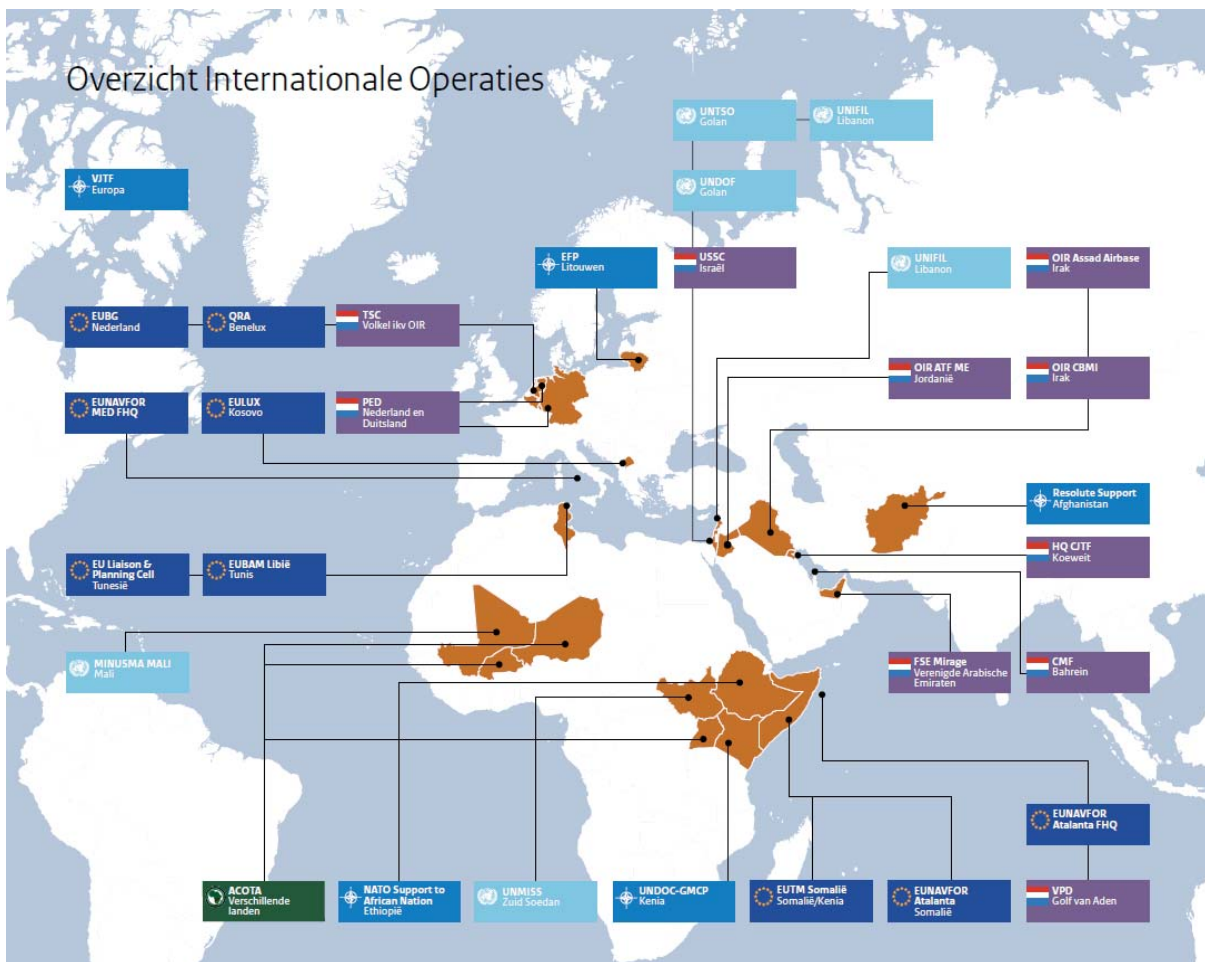 Overzicht Internationale Operaties
UNTSO
Golan
UNIFIL
Libanon
VJTF
Europa
UNDOF
Golan
EFP
Litouwen
USSC
Israël
UNIFIL
Libanon
OIR Assad Airbase
Irak
EUBG
Nederland
QRA
Benelux
TSC
Volkel ikv OIR
OIR ATF ME
Jordanië
OIR CBMI
Irak
EUNAVFOR
MED FHQ
EULUX
Kosovo
PED
Nederland en
Duitsland
Resolute Support
Afghanistan
HQ CJTF
Koeweit
EU Liaison &
Planning Cell
Tunesië
EUBAM Libië
Tunis
MINUSMA MALI
Mali
FSE Mirage
Verenigde Arabische
Emiraten
CMF
Bahrein
EUNAVFOR
Atalanta FHQ
ACOTA
Verschillende
landen
NATO Support to
African Nation
Ethiopië
UNMISS
Zuid Soedan
UNDOC-GMCP
Kenia
EUTM Somalië
Somalië/Kenia
EUNAVFOR
Atalanta
Somalië
VPD
Golf van Aden